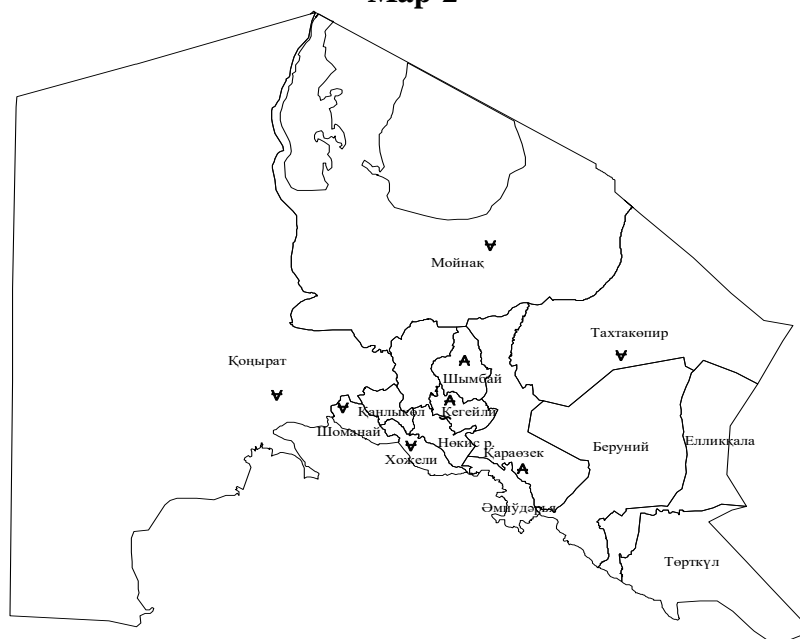 Map-2
Ɐ
Мойнақ
Тахтакөпир
Ɐ
Қоңырат
Ɐ
A
Шымбай
A
Ɐ
Қанлыкөл
Кегейли
Шоманай
Нөкис р.
Ɐ
Хожели
Қараөзек
A
Беруний
Елликқала
Әмиўдәрья
Төрткүл